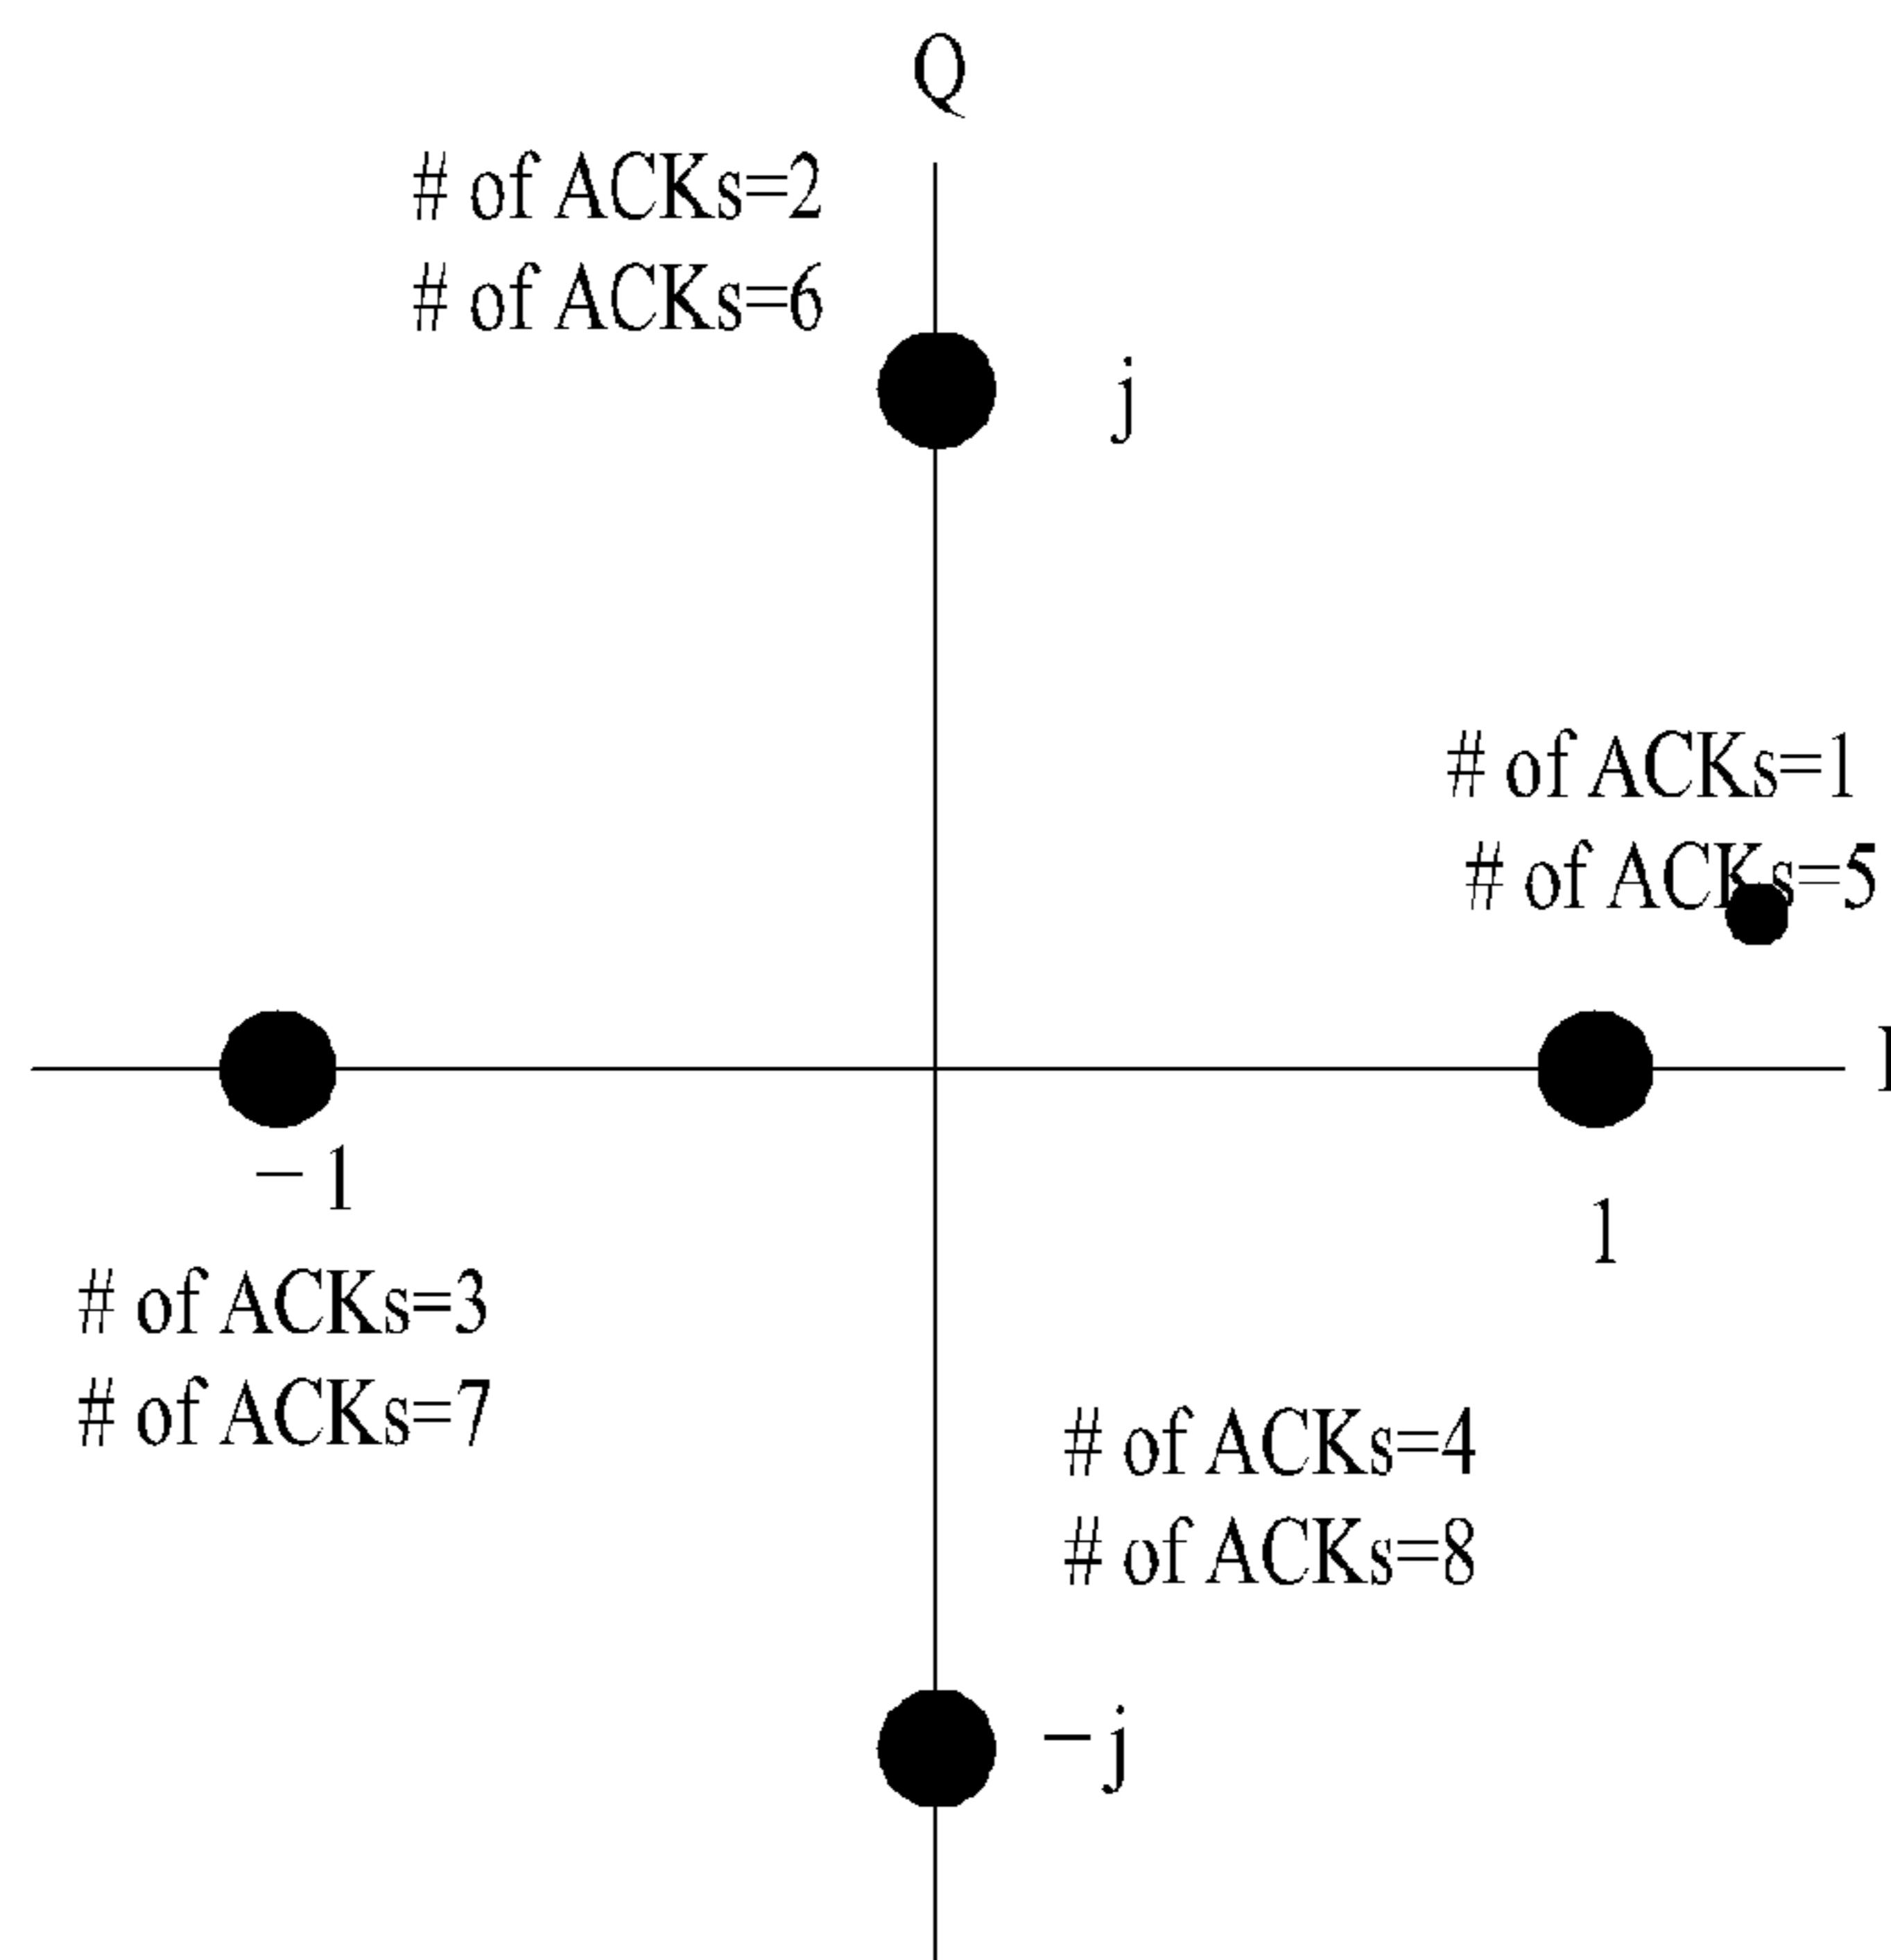 Q
# of ACKs=2
# of ACKs=6
j
# of ACKs=1
# of ACKs=5
I
-1
1
# of ACKs=3
# of ACKs=7
# of ACKs=4
# of ACKs=8
-j